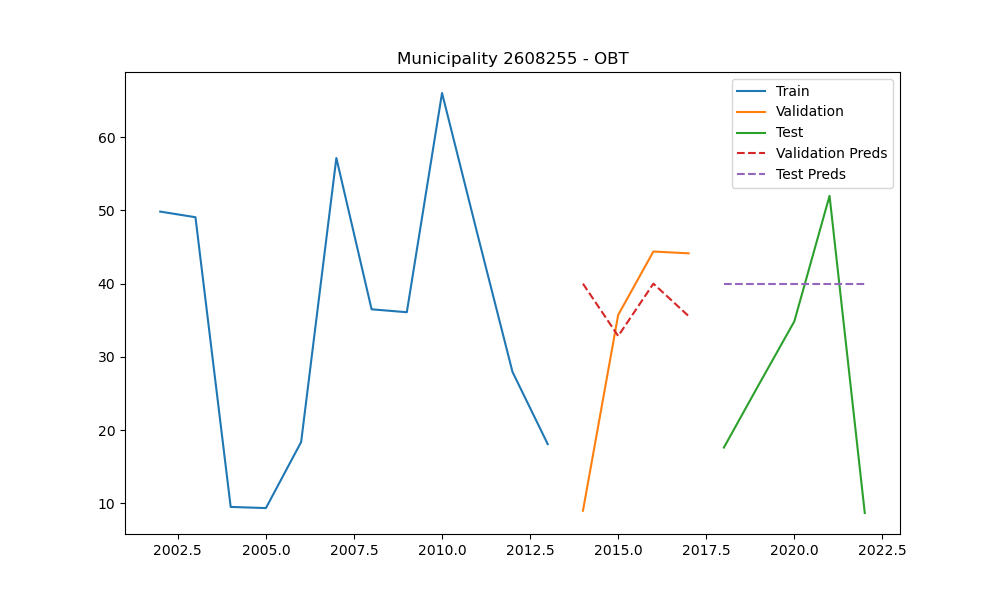 Municipality 2608255 - OBT
Train
Validation
Test
Validation Preds
Test Preds
60
50
40
30
20
10
2002.5 2005.0 2007.5 2010.0 2012.5 2015.0 2017.5 2020.0 2022.5